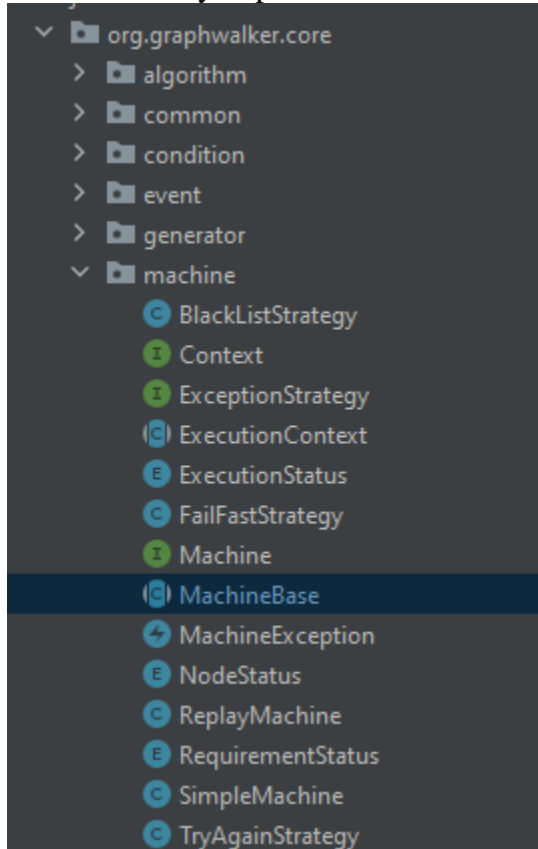 org.graphwalker.core
algorithm
common
condition
event
generator
machine
C BlackListStrategy
I Context
I ExceptionStrategy
C ExecutionContext
E ExecutionStatus
C FailFastStrategy
I Machine
C MachineBase
MachineException
E NodeStatus
C ReplayMachine
E RequirementStatus
C SimpleMachine
C TryAgainStrategy